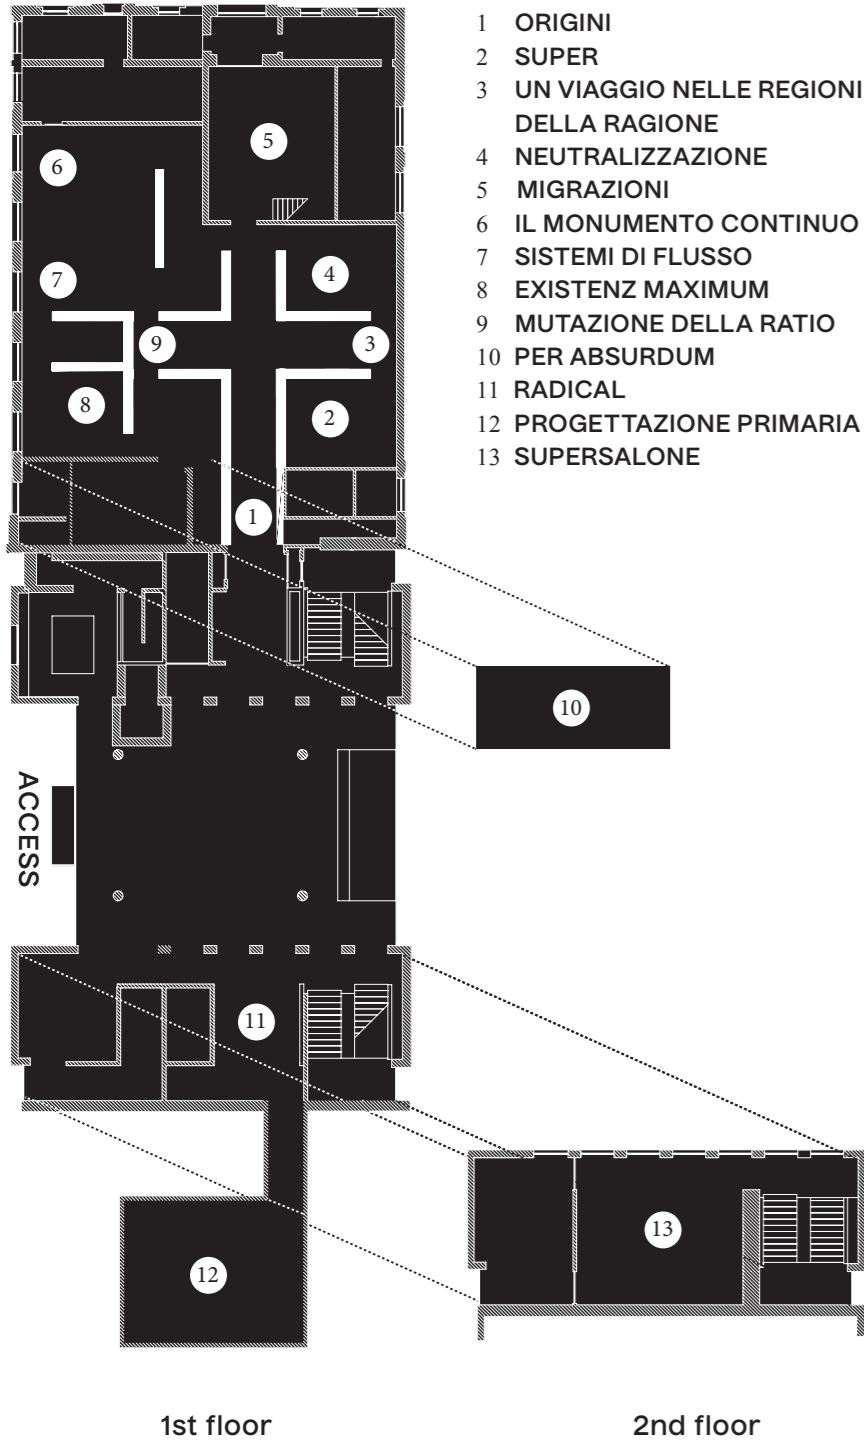 1 ORIGINI
2 SUPER
3 UN VIAGGIO NELLE REGIONI
DELLA RAGIONE
4 NEUTRALIZZAZIONE
5 MIGRAZIONI
6 IL MONUMENTO CONTINUO
7 SISTEMI DI FLUSSO
8 EXISTENZ MAXIMUM
9 MUTAZIONE DELLA RATIO
10 PER ABSURDUM
11 RADICAL
12 PROGETTAZIONE PRIMARIA
13 SUPERSALONE
5
6
4
7
9
3
8
2
1
10
ACCESS
11
13
12
1st floor
2nd floor